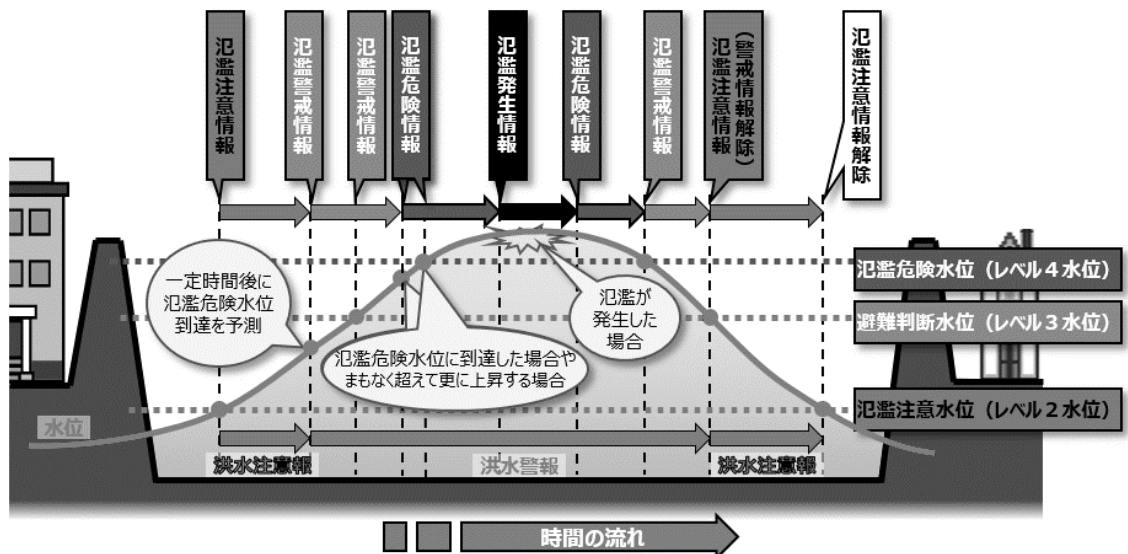 氾濫注意情報
氾濫警戒情報
氾濫警戒情報
氾濫危険情報
氾濫発生情報
氾濫危険情報
氾濫警戒情報
(警戒情報解除)
氾濫注意情報
氾濫注意情報解除
一定時間後に
氾濫危険水位
到達を予測
氾濫危険水位に到達した場合や
まもなく超えて更に上昇する場合
氾濫が
発生した
場合
氾濫危険水位(レベル4水位)
避難判断水位(レベル3水位)
氾濫注意水位(レベル2水位)
水位
洪水注意報
洪水警報
洪水注意報
時間の流れ